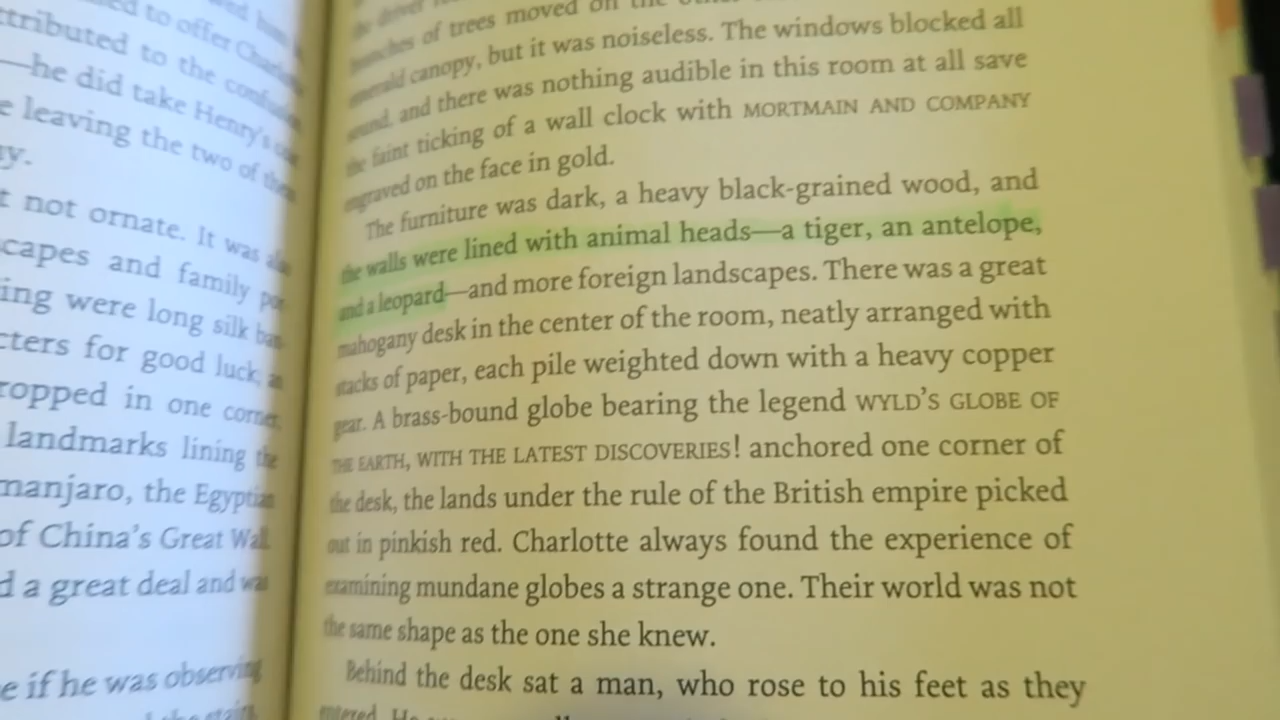 ed to offer
tributed to the
—he did take Henry's
e leaving the two of
y.
t not ornate. It was
capes and family
ing were long silk
cters for good luck,
ropped in one corner,
landmarks lining the
manjaro, the Egyptian
of China's Great Wall
d a great deal and was
e if he was observing
of trees moved on the
emerald canopy, but it was noiseless. The windows blocked all
sound, and there was nothing audible in this room at all save
the faint ticking of a wall clock with MORTMAIN AND COMPANY
engraved on the face in gold.
The furniture was dark, a heavy black-grained wood, and
the walls were lined with animal heads—a tiger, an antelope,
and a leopard—and more foreign landscapes. There was a great
mahogany desk in the center of the room, neatly arranged with
stacks of paper, each pile weighted down with a heavy copper
gear. A brass-bound globe bearing the legend WYLD'S GLOBE OF
THE EARTH, WITH THE LATEST DISCOVERIES! anchored one corner of
the desk, the lands under the rule of the British empire picked
out in pinkish red. Charlotte always found the experience of
examining mundane globes a strange one. Their world was not
the same shape as the one she knew.
Behind the desk sat a man, who rose to his feet as they